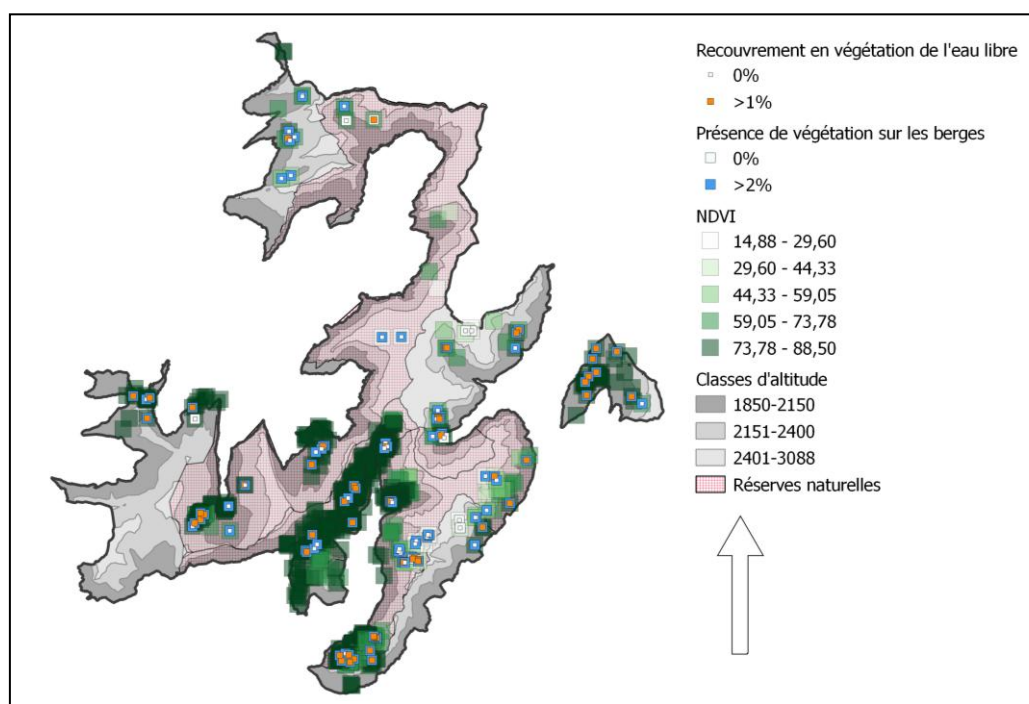 Recouvrement en végétation de l'eau libre
0%
>1%
Présence de végétation sur les berges
0%
>2%
NDVI
14,88 - 29,60
29,60 - 44,33
44,33 - 59,05
59,05 - 73,78
73,78 - 88,50
Classes d'altitude
1850-2150
2151-2400
2401-3088
Réserves naturelles